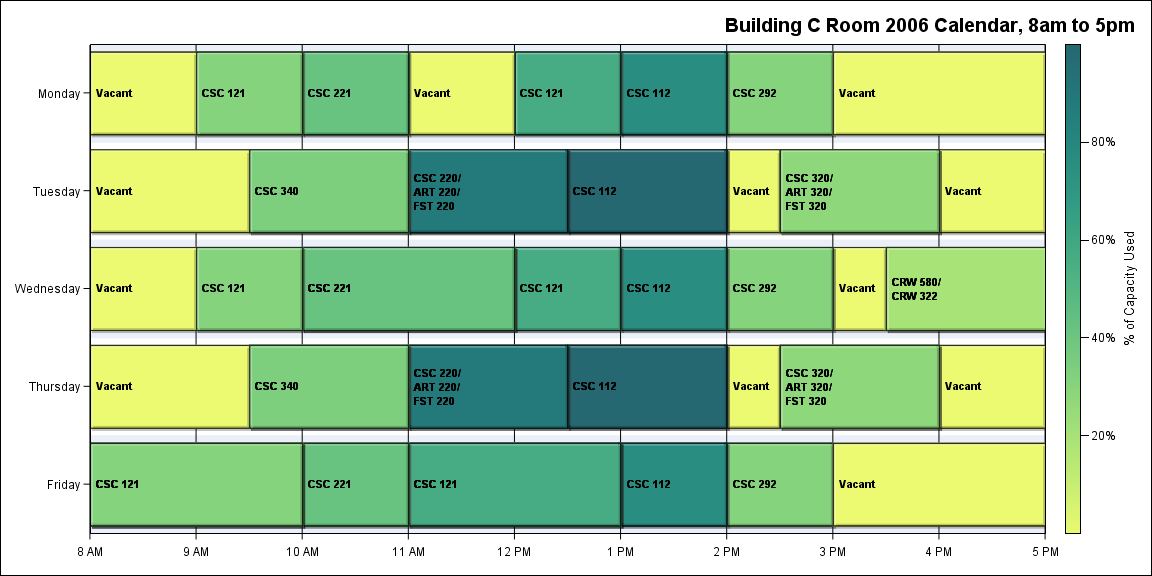 Building C Room 2006 Calendar, 8am to 5pm
Monday
Vacant
CSC 121
CSC 221
Vacant
CSC 121
CSC 112
CSC 292
Vacant
Tuesday
Vacant
CSC 340
CSC 220/
ART 220/
FST 220
CSC 112
Vacant
CSC 320/
ART 320/
FST 320
Vacant
Wednesday
Vacant
CSC 121
CSC 221
CSC 121
CSC 112
CSC 292
Vacant
CRW 580/
CRW 322
Thursday
Vacant
CSC 340
CSC 220/
ART 220/
FST 220
CSC 112
Vacant
CSC 320/
ART 320/
FST 320
Vacant
Friday
CSC 121
CSC 221
CSC 121
CSC 112
CSC 292
Vacant
8 AM
9 AM
10 AM
11 AM
12 PM
1 PM
2 PM
3 PM
4 PM
5 PM
80%
60%
40%
20%
% of Capacity Used